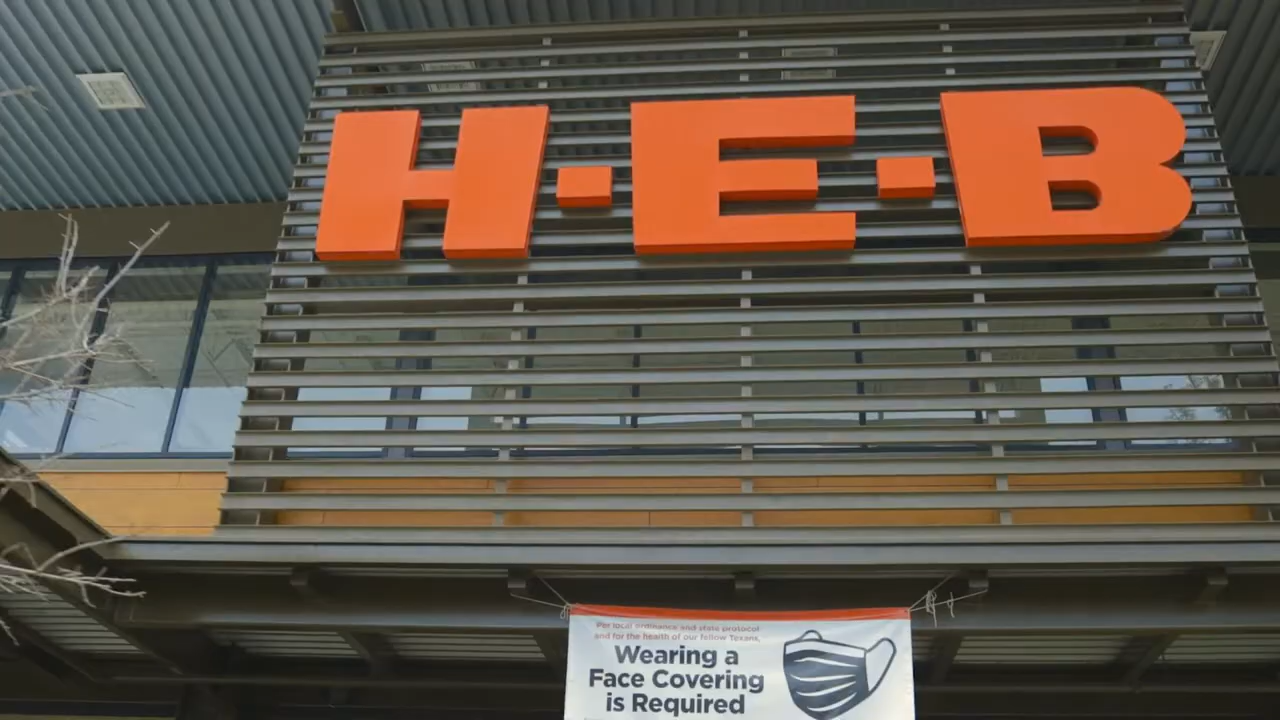 H·E·B
Per local ordinance and state protocol
and for the health of our fellow Texans,
Wearing a
Face Covering
is Required